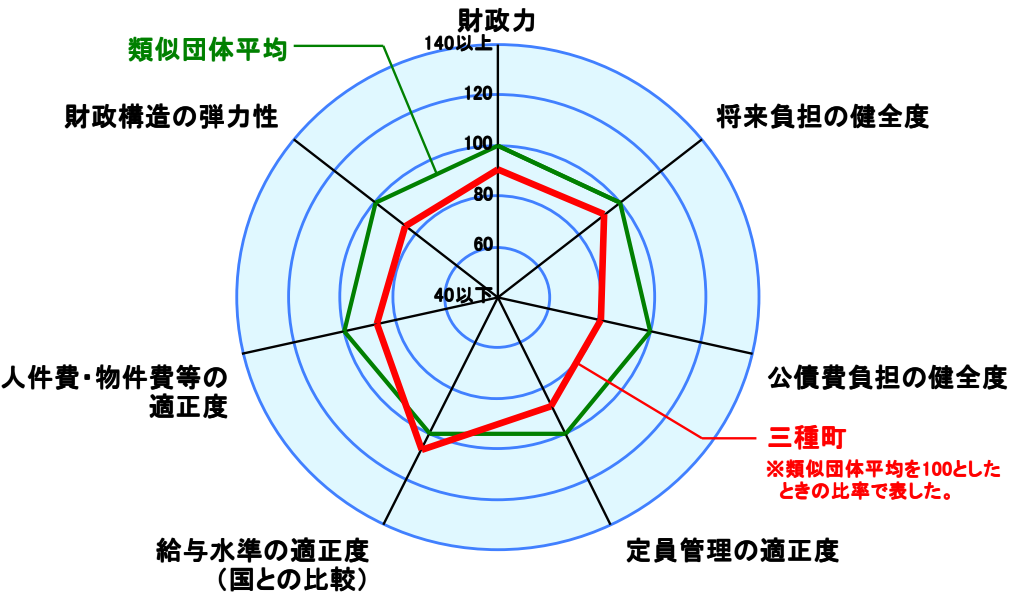 財政力
類似団体平均
140以上
120
100
80
60
40以下
将来負担の健全度
財政構造の弾力性
公債費負担の健全度
人件費・物件費等の
適正度
三種町
※類似団体平均を100とした
ときの比率で表した。
定員管理の適正度
給与水準の適正度
（国との比較）